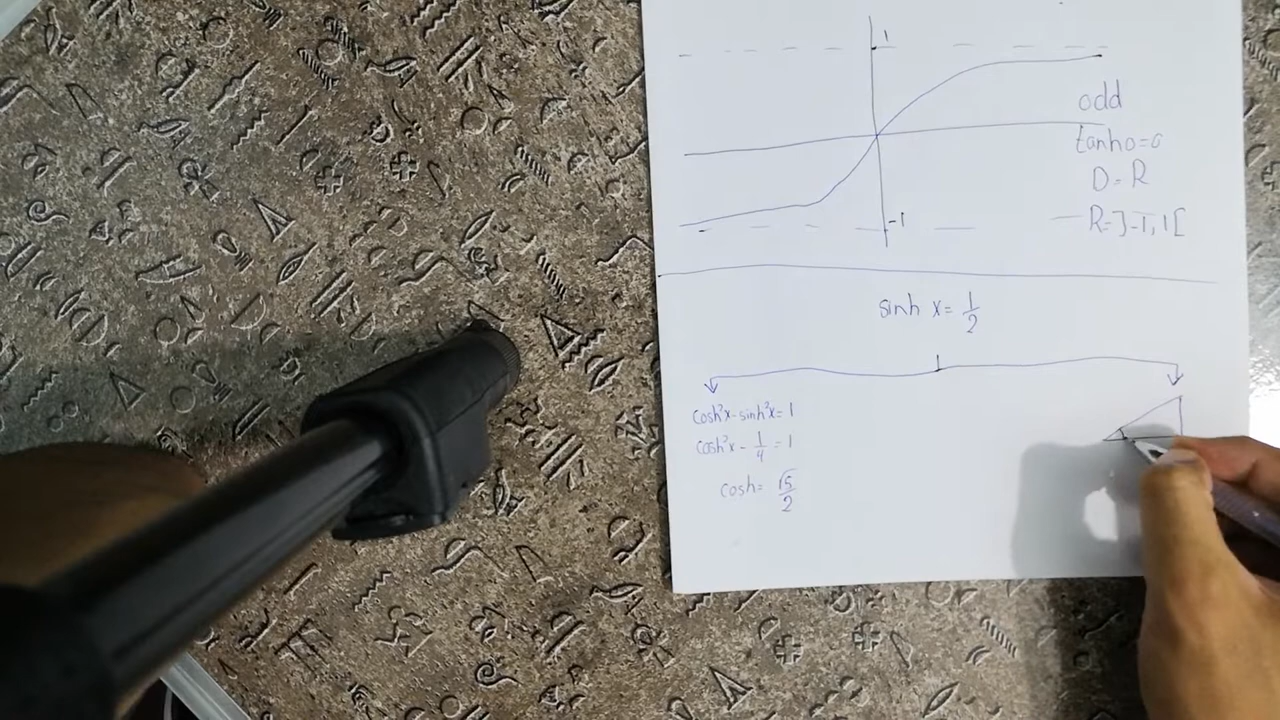 1
odd
tanh0=0
D=R
-1
R=]-1,1[
sinh x= 1/2
cosh²x-sinh²x=1
cosh²x - 1/4 = 1
cosh= √5/2